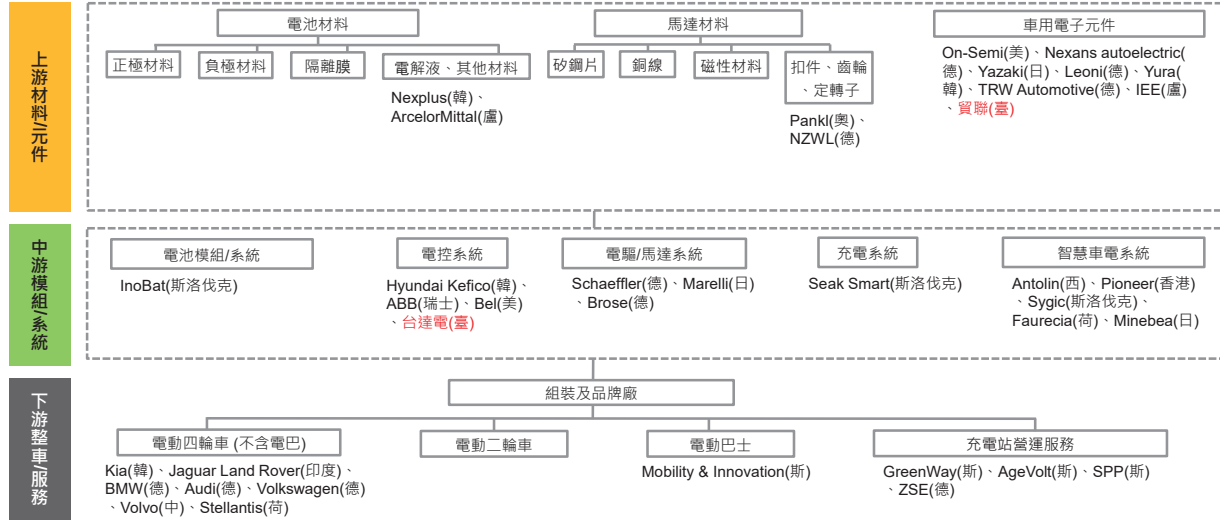 上游材料/元件
電池材料
正極材料
負極材料
隔離膜
電解液、其他材料
Nexplus(韓)、
ArcelorMittal(盧)
馬達材料
矽鋼片
銅線
磁性材料
扣件、齒輪
、定轉子
Pankl(奧)、
NZWL(德)
車用電子元件
On-Semi(美)、Nexans autoelectric(
德)、Yazaki(日)、Leoni(德)、Yura(
韓)、TRW Automotive(德)、IEE(盧)
、貿聯(臺)
中游模組/系統
電池模組/系統
InoBat(斯洛伐克)
電控系統
Hyundai Kefico(韓)、
ABB(瑞士)、Bel(美)
、台達電(臺)
電驅/馬達系統
Schaeffler(德)、Marelli(日)
、Brose(德)
充電系統
Seak Smart(斯洛伐克)
智慧車電系統
Antolin(西)、Pioneer(香港)
、Sygic(斯洛伐克)、
Faurecia(荷)、Minebea(日)
下游整車/服務
組裝及品牌廠
電動四輪車 (不含電巴)
Kia(韓)、Jaguar Land Rover(印度)、
BMW(德)、Audi(德)、Volkswagen(德)
、Volvo(中)、Stellantis(荷)
電動二輪車
電動巴士
Mobility & Innovation(斯)
充電站營運服務
GreenWay(斯)、AgeVolt(斯)、SPP(斯)
、ZSE(德)